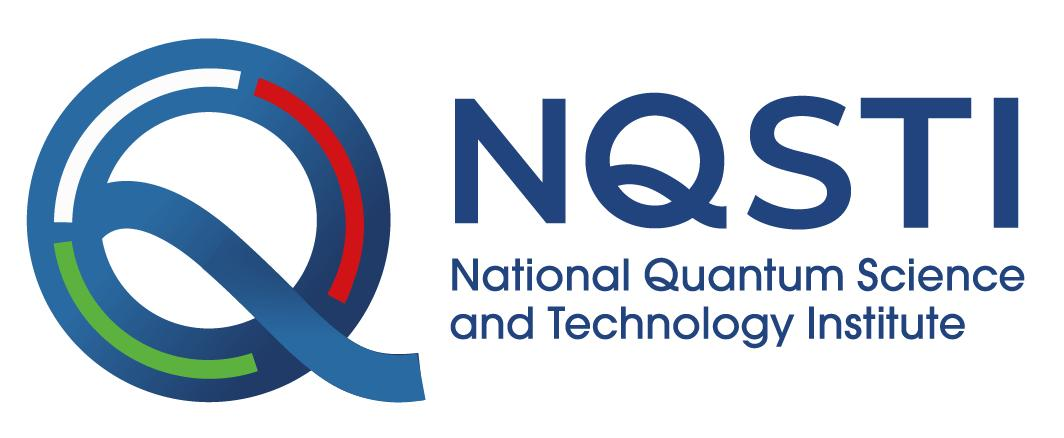 NQSTI
National Quantum Science
and Technology Institute